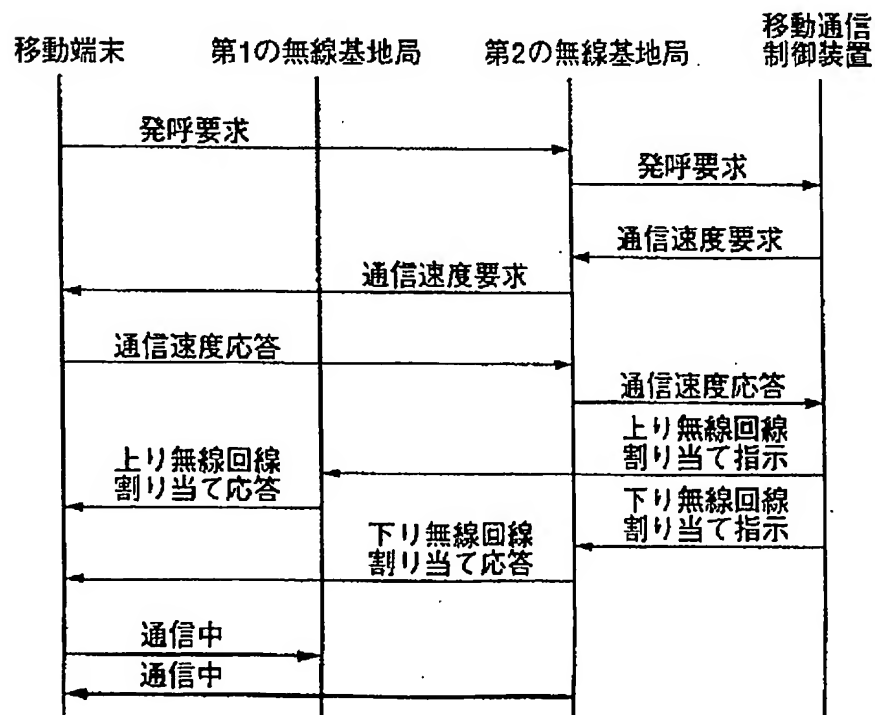 移動端末
第1の無線基地局
第2の無線基地局
移動通信
制御装置
発呼要求
発呼要求
通信速度要求
通信速度要求
通信速度応答
通信速度応答
上り無線回線
割り当て指示
上り無線回線
割り当て応答
下り無線回線
割り当て指示
下り無線回線
割り当て応答
通信中
通信中